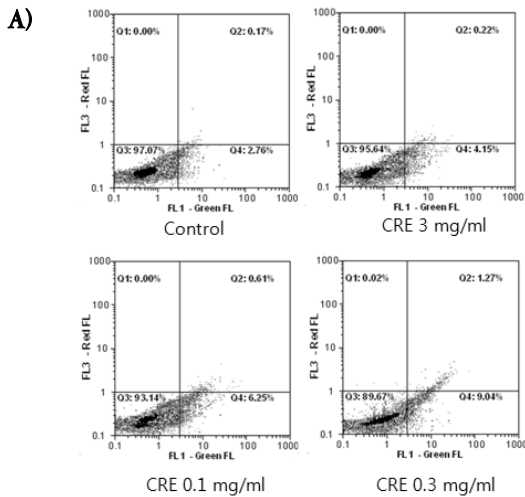 A)
Q1: 0.00% Q2: 0.17%
Q3: 97.07% Q4: 2.76%
1000
100
10
1
0.1
FL3 - Red FL
0.1 1 10 100 1000
FL1 - Green FL
Control
Q1: 0.00% Q2: 0.22%
Q3: 95.64% Q4: 4.15%
1000
100
10
1
0.1
FL3 - Red FL
0.1 1 10 100 1000
FL1 - Green FL
CRE 3 mg/ml
Q1: 0.00% Q2: 0.61%
Q3: 93.14% Q4: 6.25%
1000
100
10
1
0.1
FL3 - Red FL
0.1 1 10 100 1000
FL1 - Green FL
CRE 0.1 mg/ml
Q1: 0.02% Q2: 1.27%
Q3: 89.67% Q4: 9.04%
1000
100
10
1
0.1
FL3 - Red FL
0.1 1 10 100 1000
FL1 - Green FL
CRE 0.3 mg/ml